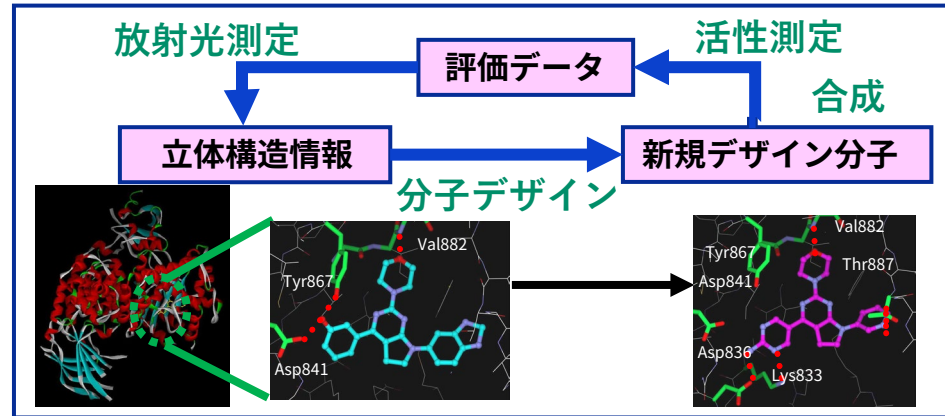 放射光測定
活性測定
評価データ
合成
立体構造情報
新規デザイン分子
分子デザイン
Val882
Tyr867
Asp841
Val882
Tyr867
Thr887
Asp841
Asp836
Lys833